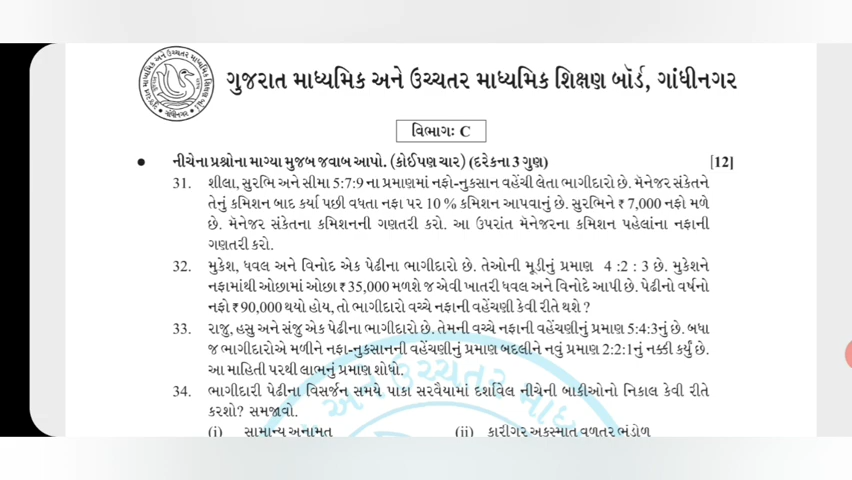 ગુજરાત માધ્યમિક અને ઉચ્ચતર માધ્યમિક શિક્ષણ બૉર્ડ, ગાંધીનગર
વિભાગઃ C
● નીચેના પ્રશ્નોના માગ્યા મુજબ જવાબ આપો. (કોઈપણ ચાર) (દરેકના 3 ગુણ) [12]
31. શીલા, સુરભિ અને સીમા 5:7:9 ના પ્રમાણમાં નફો-નુકસાન વહેંચી લેતા ભાગીદારો છે. મૅનેજર સંકેતને
તેનું કમિશન બાદ કર્યા પછી વધતા નફા પર 10 % કમિશન આપવાનું છે. સુરભિને ₹ 7,000 નફો મળે
છે. મૅનેજર સંકેતના કમિશનની ગણતરી કરો. આ ઉપરાંત મૅનેજરના કમિશન પહેલાંના નફાની
ગણતરી કરો.
32. મુકેશ, ધવલ અને વિનોદ એક પેઢીના ભાગીદારો છે. તેઓની મૂડીનું પ્રમાણ 4 :2 : 3 છે. મુકેશને
નફામાંથી ઓછામાં ઓછા ₹ 35,000 મળશે જ એવી ખાતરી ધવલ અને વિનોદે આપી છે. પેઢીનો વર્ષનો
નફો ₹ 90,000 થયો હોય, તો ભાગીદારો વચ્ચે નફાની વહેંચણી કેવી રીતે થશે ?
33. રાજુ, હસુ અને સંજુ એક પેઢીના ભાગીદારો છે. તેમની વચ્ચે નફાની વહેંચણીનું પ્રમાણ 5:4:3નું છે. બધા
જ ભાગીદારોએ મળીને નફા-નુકસાનની વહેંચણીનું પ્રમાણ બદલીને નવું પ્રમાણ 2:2:1નું નક્કી કર્યું છે.
આ માહિતી પરથી લાભનું પ્રમાણ શોધો.
34. ભાગીદારી પેઢીના વિસર્જન સમયે પાકા સરવૈયામાં દર્શાવેલ નીચેની બાકીઓનો નિકાલ કેવી રીતે
કરશો? સમજાવો.
(i) સામાન્ય અનામત (ii) કારીગર અકસ્માત વળતર ભંડોળ